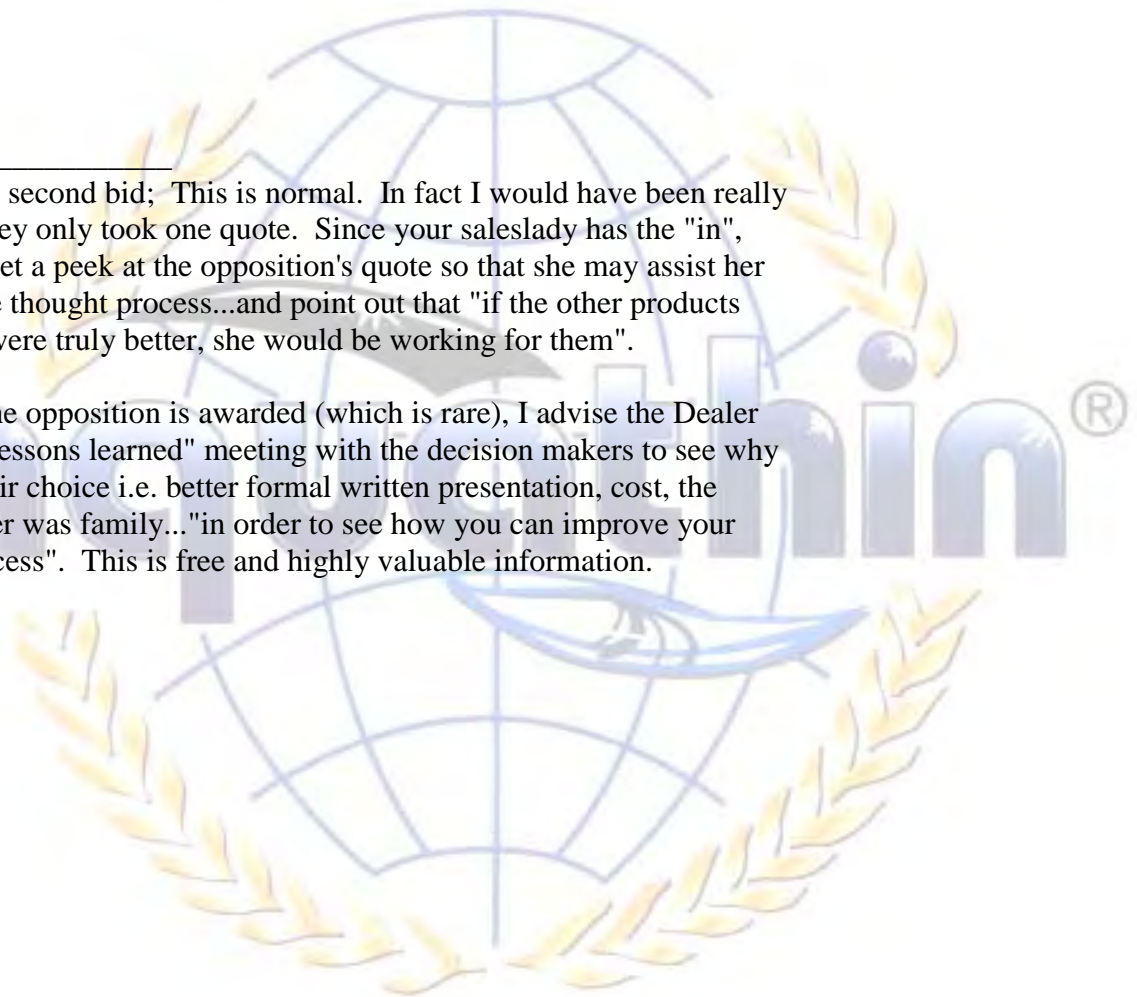 ____________
second bid; This is normal. In fact I would have been really
ey only took one quote. Since your saleslady has the "in",
et a peek at the opposition's quote so that she may assist her
e thought process...and point out that "if the other products
vere truly better, she would be working for them".
ne opposition is awarded (which is rare), I advise the Dealer
essons learned" meeting with the decision makers to see why
ir choice i.e. better formal written presentation, cost, the
er was family..."in order to see how you can improve your
cess". This is free and highly valuable information.
aquathin®